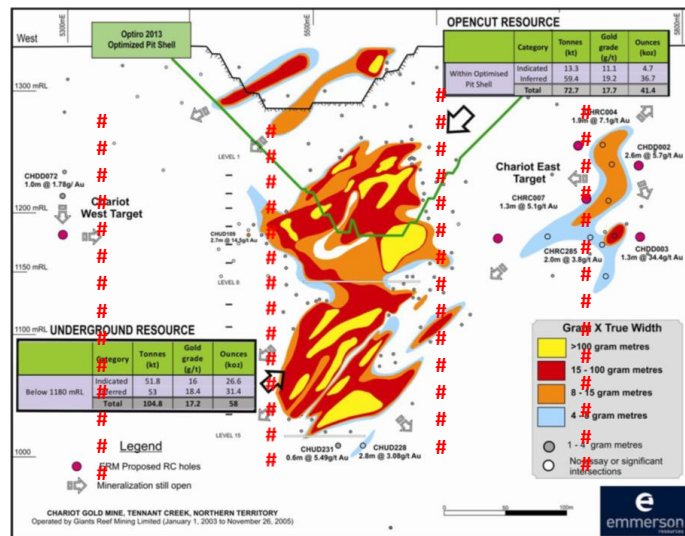 OPENCUT RESOURCE
West
5300mE
5500mE
5800mE
Optiro 2013
Optimized Pit Shell
Category Tonnes (kt) Gold grade (g/t) Ounces (koz)
Within Optimised Pit Shell
Indicated 13.3 11.1 4.7
Inferred 59.4 19.2 36.7
Total 72.7 17.7 41.4
1300 mRL
CHRC004
1.9m @ 7.1g/t Au
CHDD002
2.6m @ 5.7g/t Au
LEVEL 1
Chariot East
Target
CHDD072
1.0m @ 1.78g/ Au
CHRC007
1.3m @ 5.1g/t Au
Chariot
West Target
1200 mRL
CHUD109
2.7m @ 14.5g/t Au
CHRC285
2.0m @ 3.8g/t Au
CHDD003
1.3m @ 34.4g/t Au
1150 mRL
LEVEL 8
1100 mRL
UNDERGROUND RESOURCE
Category Tonnes (kt) Gold grade (g/t) Ounces (koz)
Below 1180 mRL
Indicated 51.8 16 26.6
Inferred 53 18.4 31.4
Total 104.8 17.2 58
Gram X True Width
>100 gram metres
15 - 100 gram metres
8 - 15 gram metres
4 - 8 gram metres
1 - 4 gram metres
No assay or significant
intersections
LEVEL 15
1000
CHUD231
0.6m @ 5.49g/t Au
CHUD228
2.8m @ 3.08g/t Au
Legend
ERM Proposed RC holes
Mineralization still open
0 50 100m
CHARIOT GOLD MINE, TENNANT CREEK, NORTHERN TERRITORY
Operated by Giants Reef Mining Limited (January 1, 2003 to November 26, 2005)
e
emmerson
resources